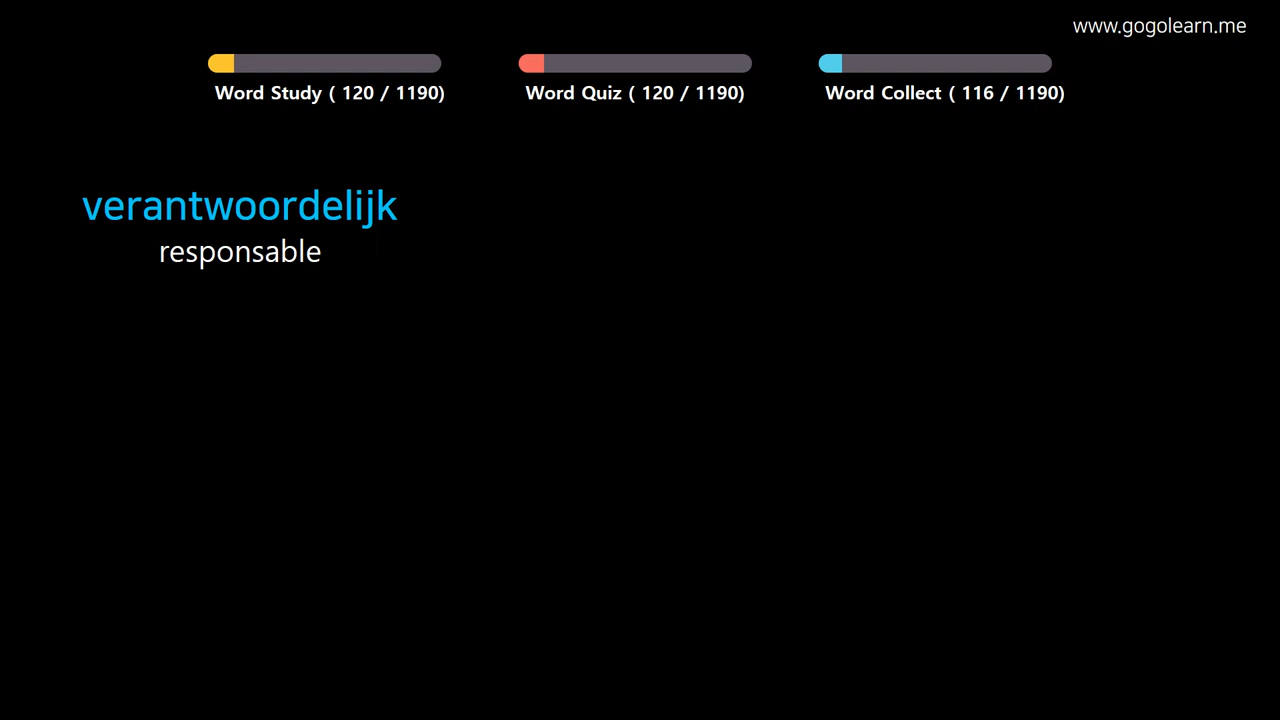 www.gogolearn.me
Word Study ( 120 / 1190)
Word Quiz ( 120 / 1190)
Word Collect ( 116 / 1190)
verantwoordelijk
responsable